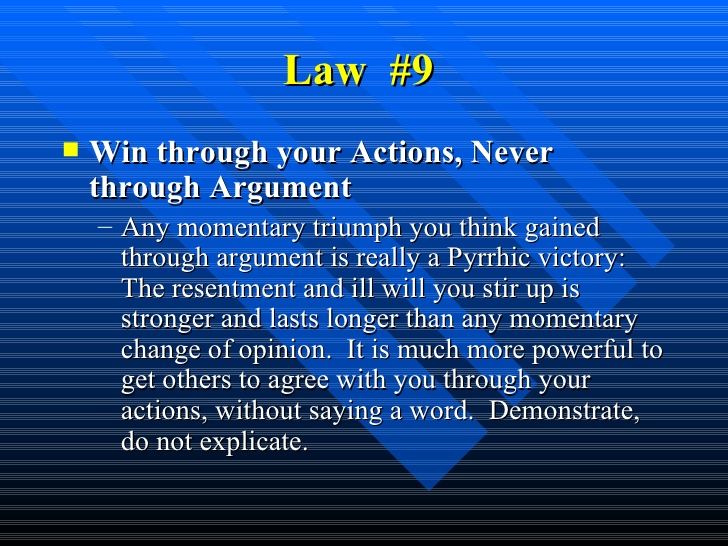 Law #9
Win through your Actions, Never
through Argument
– Any momentary triumph you think gained
through argument is really a Pyrrhic victory:
The resentment and ill will you stir up is
stronger and lasts longer than any momentary
change of opinion. It is much more powerful to
get others to agree with you through your
actions, without saying a word. Demonstrate,
do not explicate.